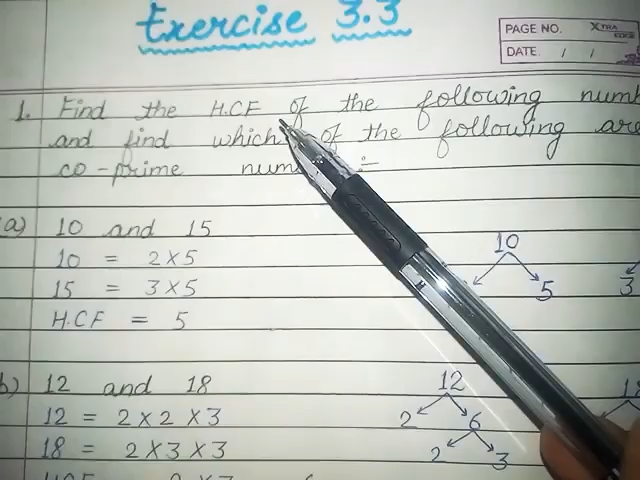 Exercise 3.3
PAGE NO.
DATE. / /
1. Find the H.CF of the following
and find which of the following are
co-prime :-
(a) 10 and 15
10 = 2×5
15 = 3×5
H.CF = 5
10
5
3
b) 12 and 18
12 = 2×2×3
18 = 2×3×3
12
2 6
2 3